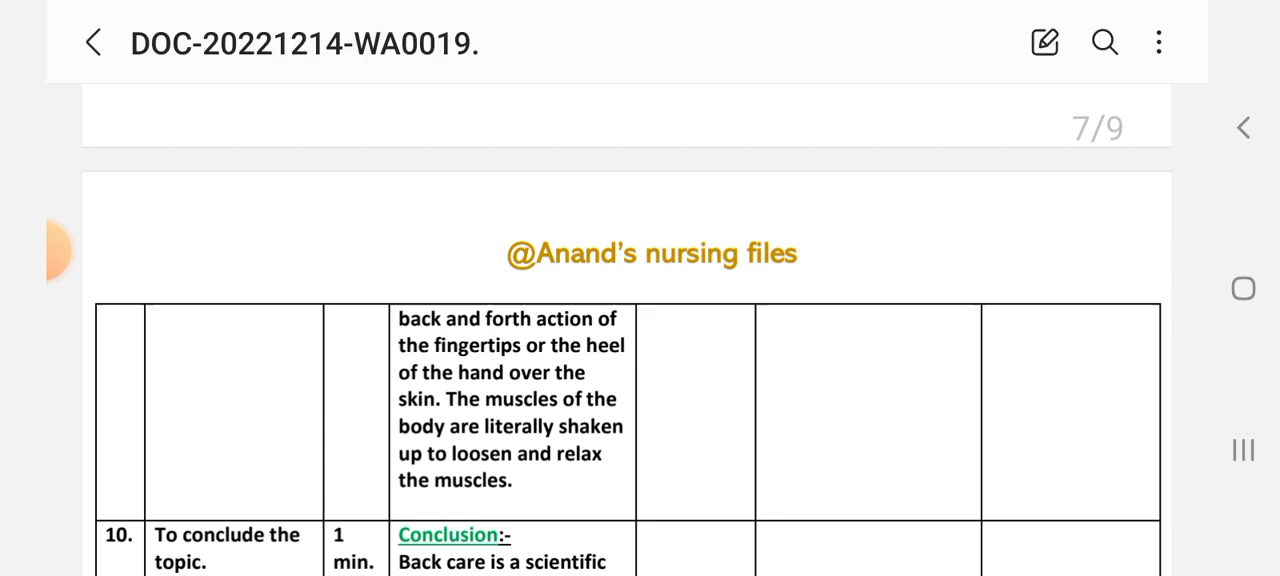 DOC-20221214-WA0019.
7/9
@Anand's nursing files
back and forth action of
the fingertips or the heel
of the hand over the
skin. The muscles of the
body are literally shaken
up to loosen and relax
the muscles.
10. To conclude the 1 Conclusion:-
topic. min. Back care is a scientific